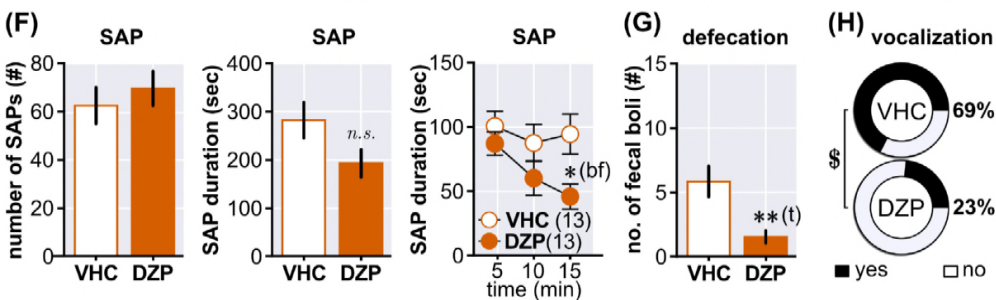 (F)
SAP
number of SAPs (#)
80
60
40
20
0
VHC DZP
SAP
SAP duration (sec)
400
300
200
100
0
n.s.
VHC DZP
SAP
SAP duration (sec)
150
100
50
0
*(bf)
VHC (13)
DZP(13)
5 10 15
time (min)
(G)
defecation
no. of fecal boli (#)
15
10
5
0
**(t)
VHC DZP
(H)
vocalization
$
VHC
69%
DZP
23%
yes no